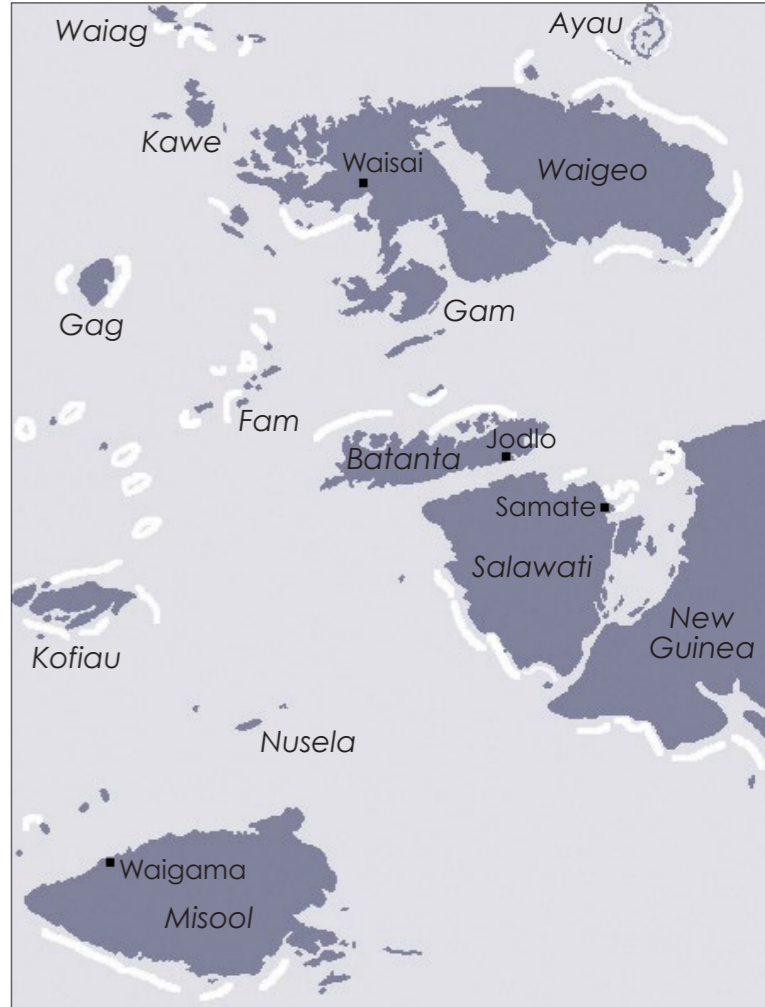 Waiag
Ayau
Kawe
Waisai
Waigeo
Gag
Gam
Fam
Jodlo
Batanta
Samate
Salawati
New
Guinea
Kofiau
Nusela
Waigama
Misool